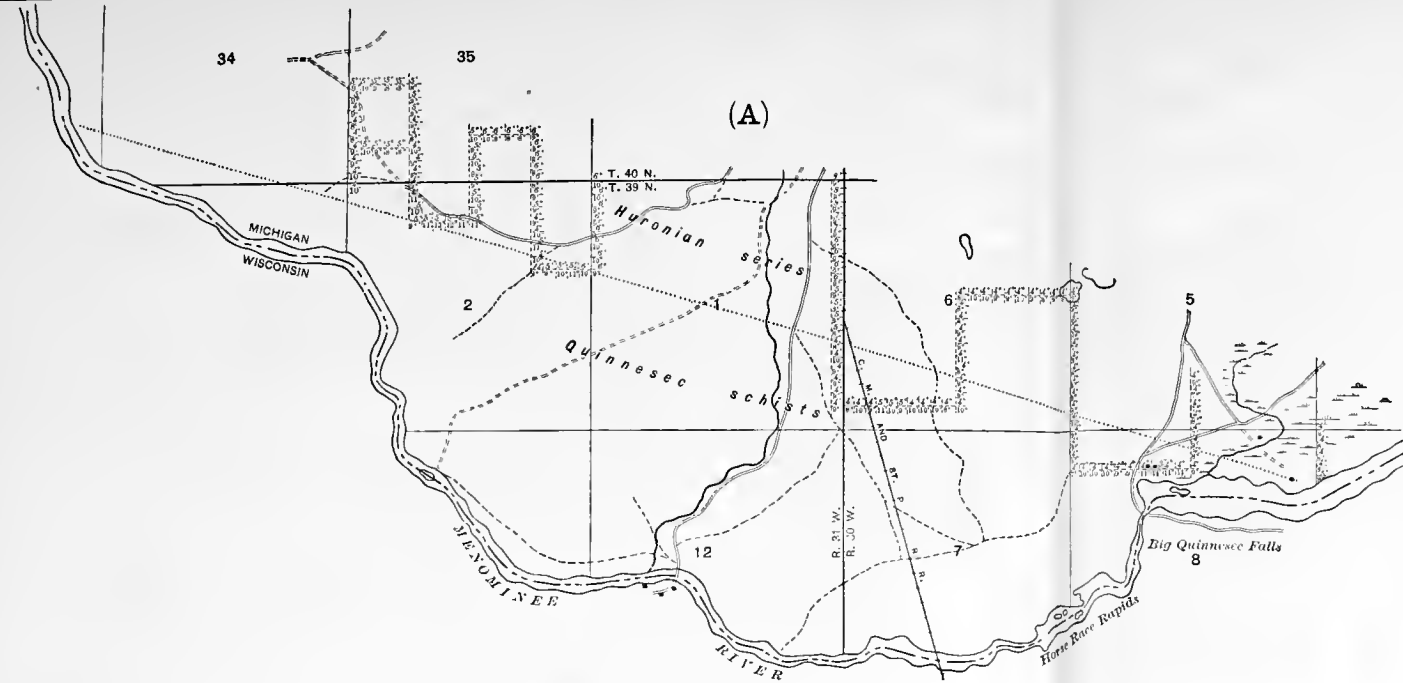 34
35
(A)
T. 40 N.
T. 39 N.
MICHIGAN
WISCONSIN
Huronian
series
2
1
6
5
Quinnesec
schists
C. M. AND ST. P. R. R.
R. 31 W.
R. 30 W.
12
7
Big Quinnesec Falls
8
MENOMINEE
RIVER
Horse Race Rapids